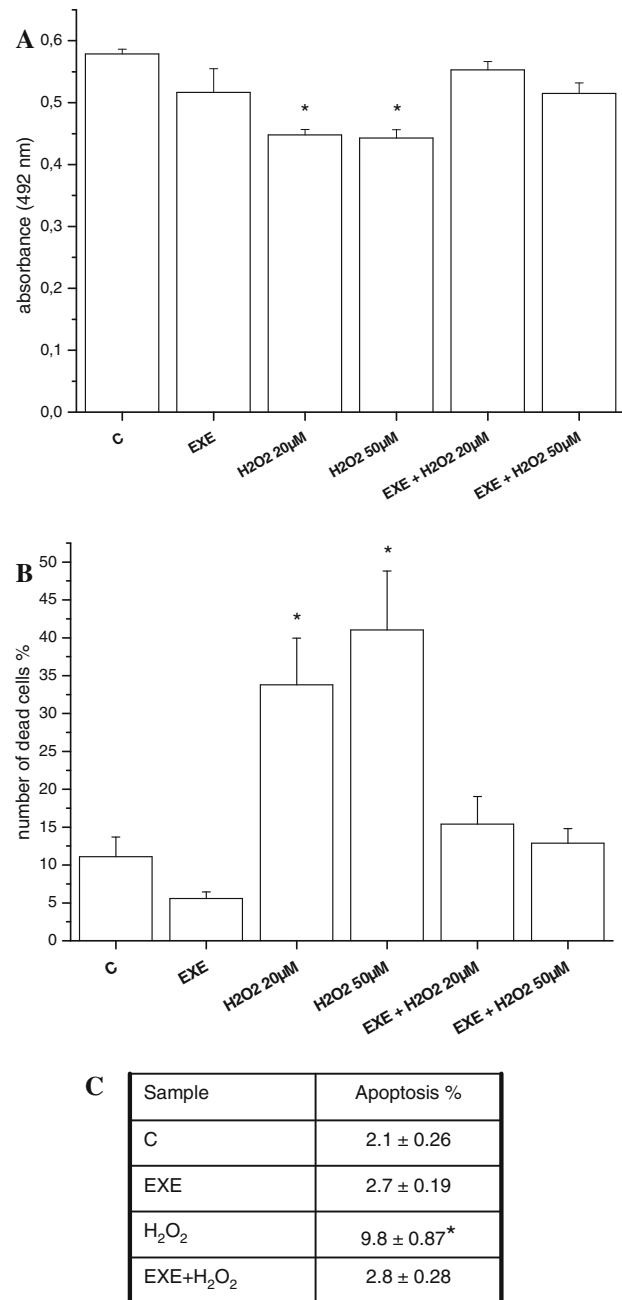 A
absorbance (492 nm)
0,6
0,5
0,4
0,3
0,2
0,1
0,0
*
*
C
EXE
H2O2 20µM
H2O2 50µM
EXE + H2O2 20µM
EXE + H2O2 50µM
B
number of dead cells %
50
45
40
35
30
25
20
15
10
5
0
*
*
C
EXE
H2O2 20µM
H2O2 50µM
EXE + H2O2 20µM
EXE + H2O2 50µM
C
Sample Apoptosis %
C 2.1 ± 0.26
EXE 2.7 ± 0.19
H₂O₂ 9.8 ± 0.87*
EXE+H₂O₂ 2.8 ± 0.28